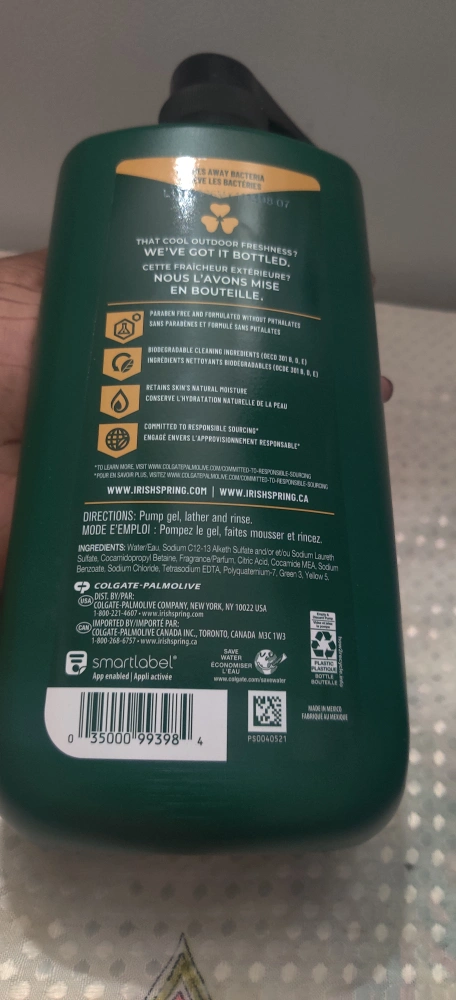 AWAY BACTERIA
LES BACTÉRIES
08 07
THAT COOL OUTDOOR FRESHNESS?
WE'VE GOT IT BOTTLED.
CETTE FRAÎCHEUR EXTÉRIEURE?
NOUS L'AVONS MISE
EN BOUTEILLE.
PARABEN FREE AND FORMULATED WITHOUT PHTHALATES
SANS PARABÈNES ET FORMULÉ SANS PHTALATES
BIODEGRADABLE CLEANING INGREDIENTS (OECD 301 B, D, E)
INGRÉDIENTS NETTOYANTS BIODÉGRADABLES (OCDE 301 B, D, E)
RETAINS SKIN'S NATURAL MOISTURE
CONSERVE L'HYDRATATION NATURELLE DE LA PEAU
COMMITTED TO RESPONSIBLE SOURCING*
ENGAGÉ ENVERS L'APPROVISIONNEMENT RESPONSABLE*
*TO LEARN MORE, VISIT WWW.COLGATEPALMOLIVE.COM/COMMITTED-TO-RESPONSIBLE-SOURCING
*POUR EN SAVOIR PLUS, VISITEZ WWW.COLGATEPALMOLIVE.COM/COMMITTED-TO-RESPONSIBLE-SOURCING
WWW.IRISHSPRING.COM | WWW.IRISHSPRING.CA
DIRECTIONS: Pump gel, lather and rinse.
MODE D'EMPLOI : Pompez le gel, faites mousser et rincez.
INGREDIENTS: Water/Eau, Sodium C12-13 Alketh Sulfate and/or et/ou Sodium Laureth
Sulfate, Cocamidopropyl Betaine, Fragrance/Parfum, Citric Acid, Cocamide MEA, Sodium
Benzoate, Sodium Chloride, Tetrasodium EDTA, Polyquaternium-7, Green 3, Yellow 5.
COLGATE-PALMOLIVE
USA DIST. BY/PAR:
COLGATE-PALMOLIVE COMPANY, NEW YORK, NY 10022 USA
1-800-221-4607 • www.irishspring.com
CAN IMPORTED BY/IMPORTÉ PAR:
COLGATE-PALMOLIVE CANADA INC., TORONTO, CANADA M3C 1W3
1-800-268-6757 • www.irishspring.ca
smartlabel®
App enabled | Appli activée
SAVE
WATER
ÉCONOMISER
L'EAU
www.colgate.com/savewater
PLASTIC
PLASTIQUE
BOTTLE
BOUTEILLE
how2recycle.info
0 35000 99398 4
PS0040521
MADE IN MEXICO
FABRIQUÉ AU MEXIQUE